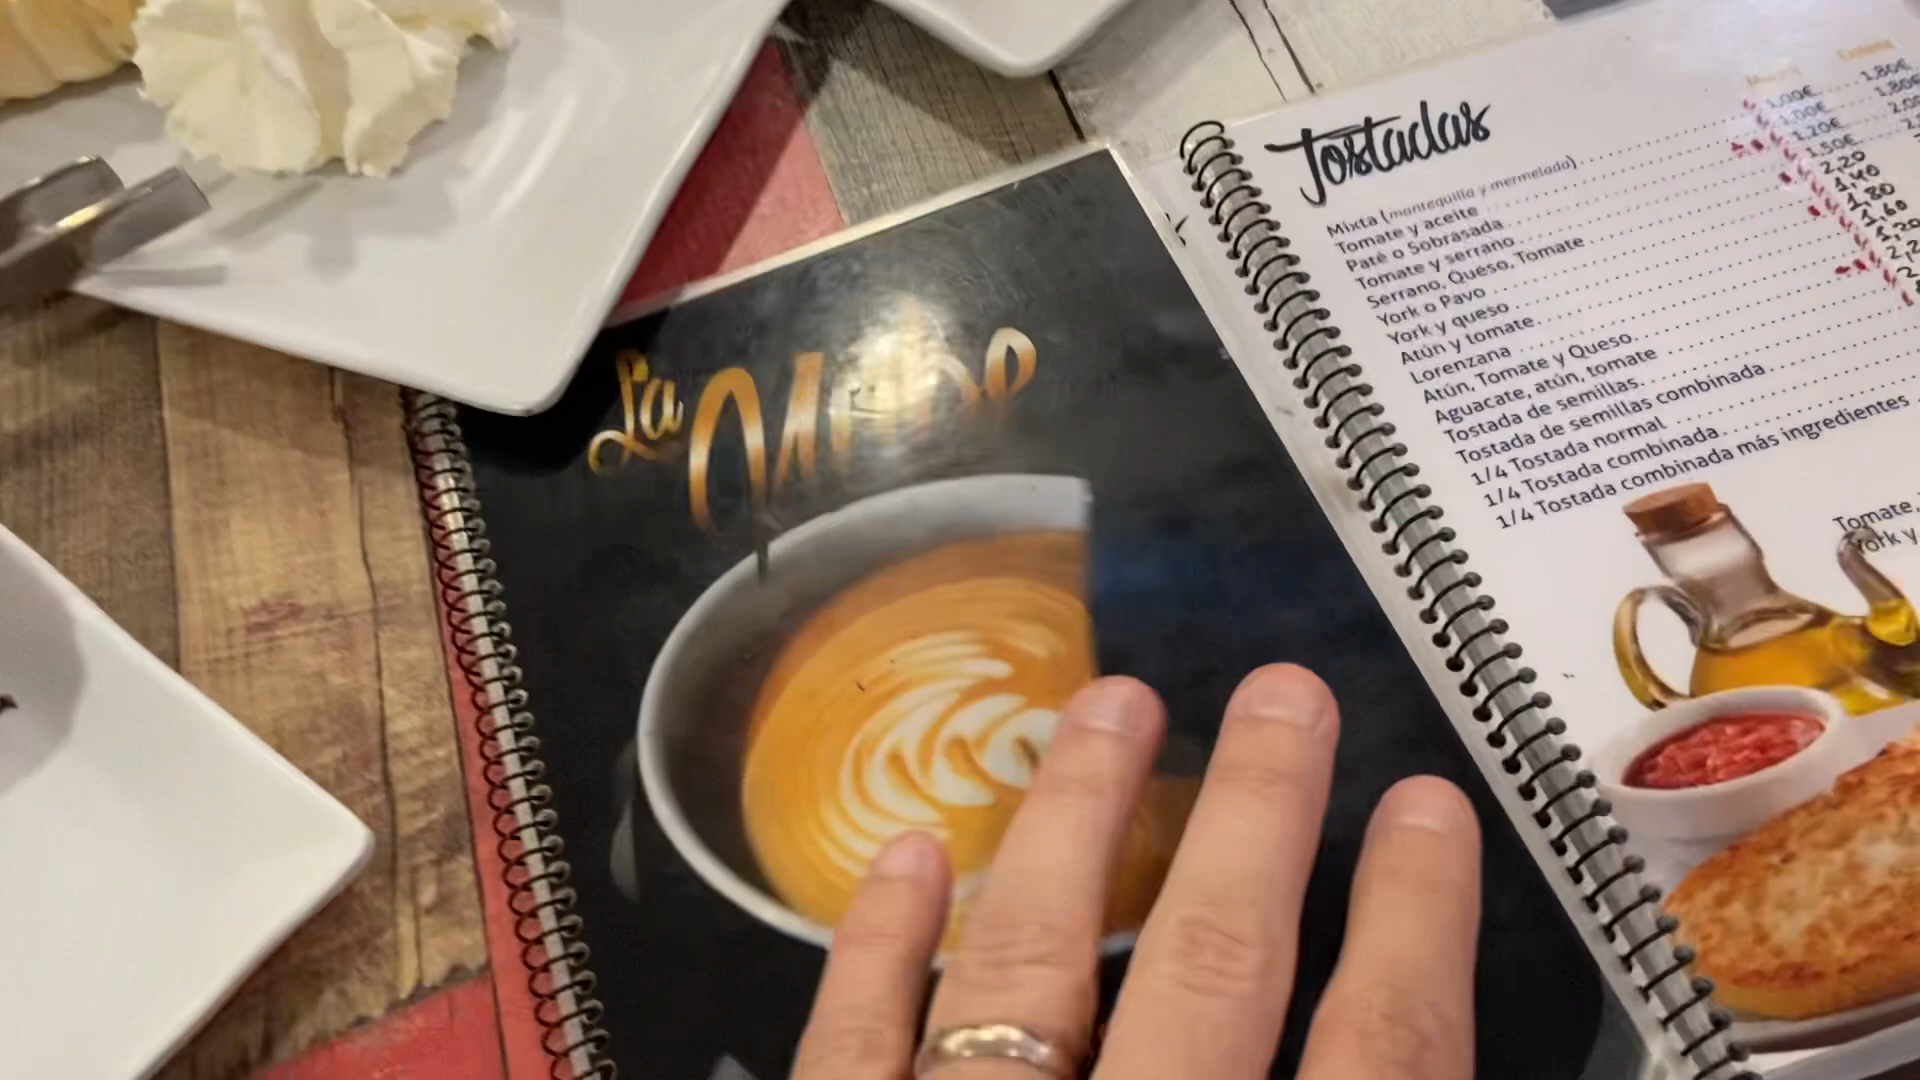 La
Tostadas
Mixta (mantequilla y mermelada) 1,00€ 1,80€
Tomate y aceite 1,00€ 1,80€
Paté o Sobrasada 1,20€
Tomate y serrano 1,50€
Serrano, Queso, Tomate 2,20
York o Pavo 1,40
York y queso 1,80
Atún y tomate 1,60
Lorenzana
Atún, Tomate y Queso
Aguacate, atún, tomate
Tostada de semillas
Tostada de semillas combinada
1/4 Tostada normal
1/4 Tostada combinada
1/4 Tostada combinada más ingredientes
Tomate,
York y